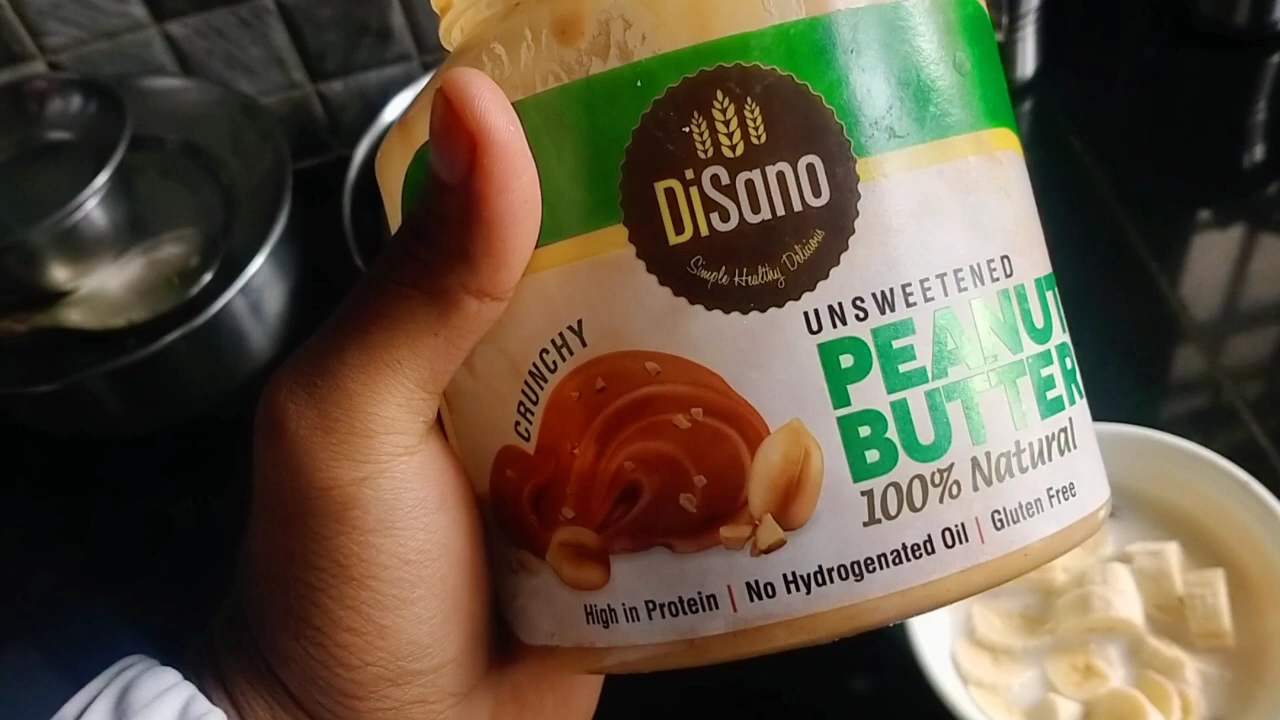 DiSano
Simple Healthy Delicious
UNSWEETENED
PEANUT
BUTTER
100% Natural
CRUNCHY
High in Protein | No Hydrogenated Oil | Gluten Free